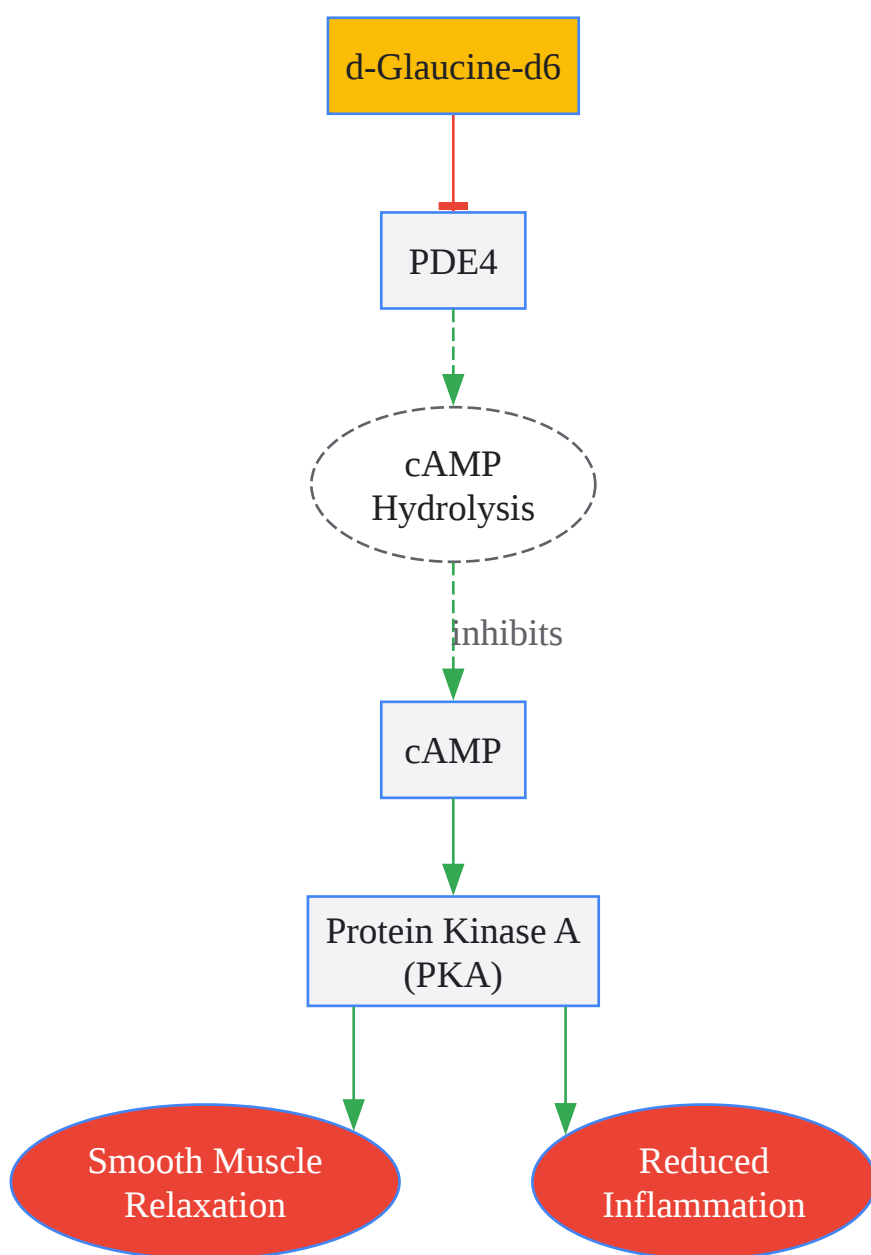 d-Glaucine-d6
PDE4
cAMP
Hydrolysis
inhibits
cAMP
Protein Kinase A
(PKA)
Smooth Muscle
Relaxation
Reduced
Inflammation